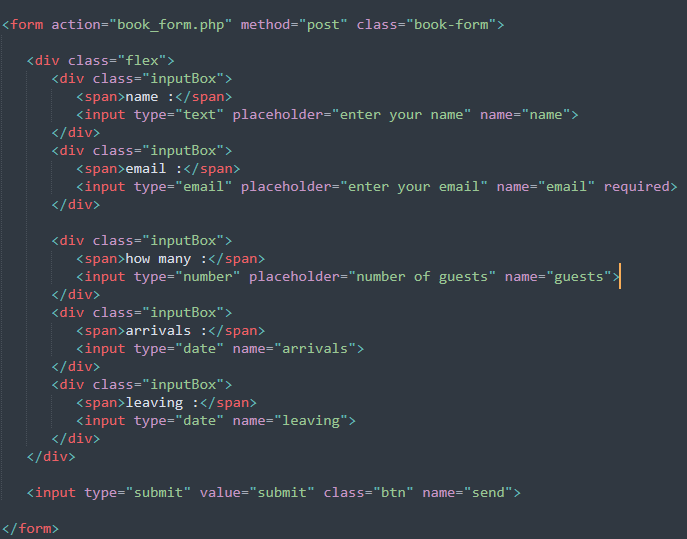 <form action="book_form.php" method="post" class="book-form">
<div class="flex">
<div class="inputBox">
<span>name :</span>
<input type="text" placeholder="enter your name" name="name">
</div>
<div class="inputBox">
<span>email :</span>
<input type="email" placeholder="enter your email" name="email" required>
</div>
<div class="inputBox">
<span>how many :</span>
<input type="number" placeholder="number of guests" name="guests">
</div>
<div class="inputBox">
<span>arrivals :</span>
<input type="date" name="arrivals">
</div>
<div class="inputBox">
<span>leaving :</span>
<input type="date" name="leaving">
</div>
</div>
<input type="submit" value="submit" class="btn" name="send">
</form>